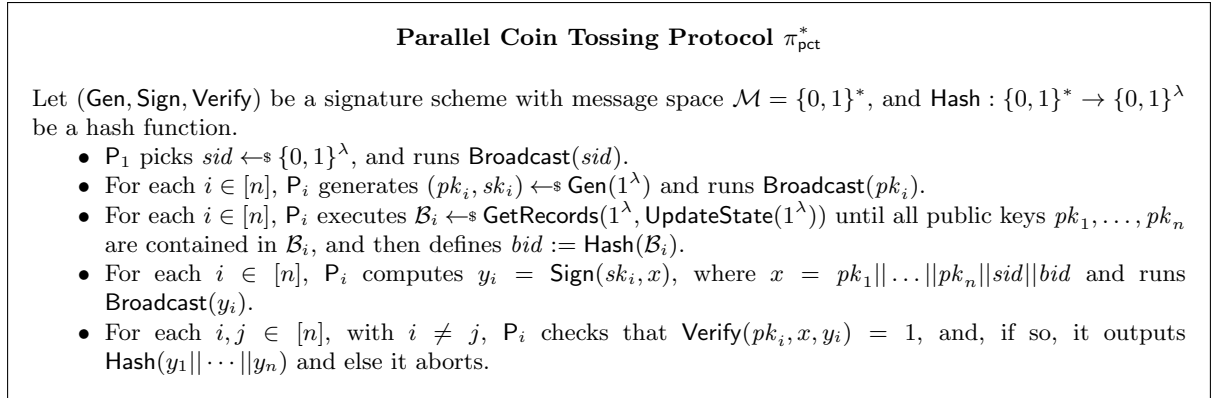 Parallel Coin Tossing Protocol π*pct
Let (Gen, Sign, Verify) be a signature scheme with message space ℳ = {0, 1}*, and Hash : {0, 1}* → {0, 1}^λ
be a hash function.
• P₁ picks sid ←$ {0, 1}^λ, and runs Broadcast(sid).
• For each i ∈ [n], Pᵢ generates (pkᵢ, skᵢ) ←$ Gen(1^λ) and runs Broadcast(pkᵢ).
• For each i ∈ [n], Pᵢ executes ℬᵢ ←$ GetRecords(1^λ, UpdateState(1^λ)) until all public keys pk₁, . . . , pkₙ
are contained in ℬᵢ, and then defines bid := Hash(ℬᵢ).
• For each i ∈ [n], Pᵢ computes yᵢ = Sign(skᵢ, x), where x = pk₁|| . . . ||pkₙ||sid||bid and runs
Broadcast(yᵢ).
• For each i, j ∈ [n], with i ≠ j, Pᵢ checks that Verify(pkᵢ, x, yᵢ) = 1, and, if so, it outputs
Hash(y₁|| · · · ||yₙ) and else it aborts.